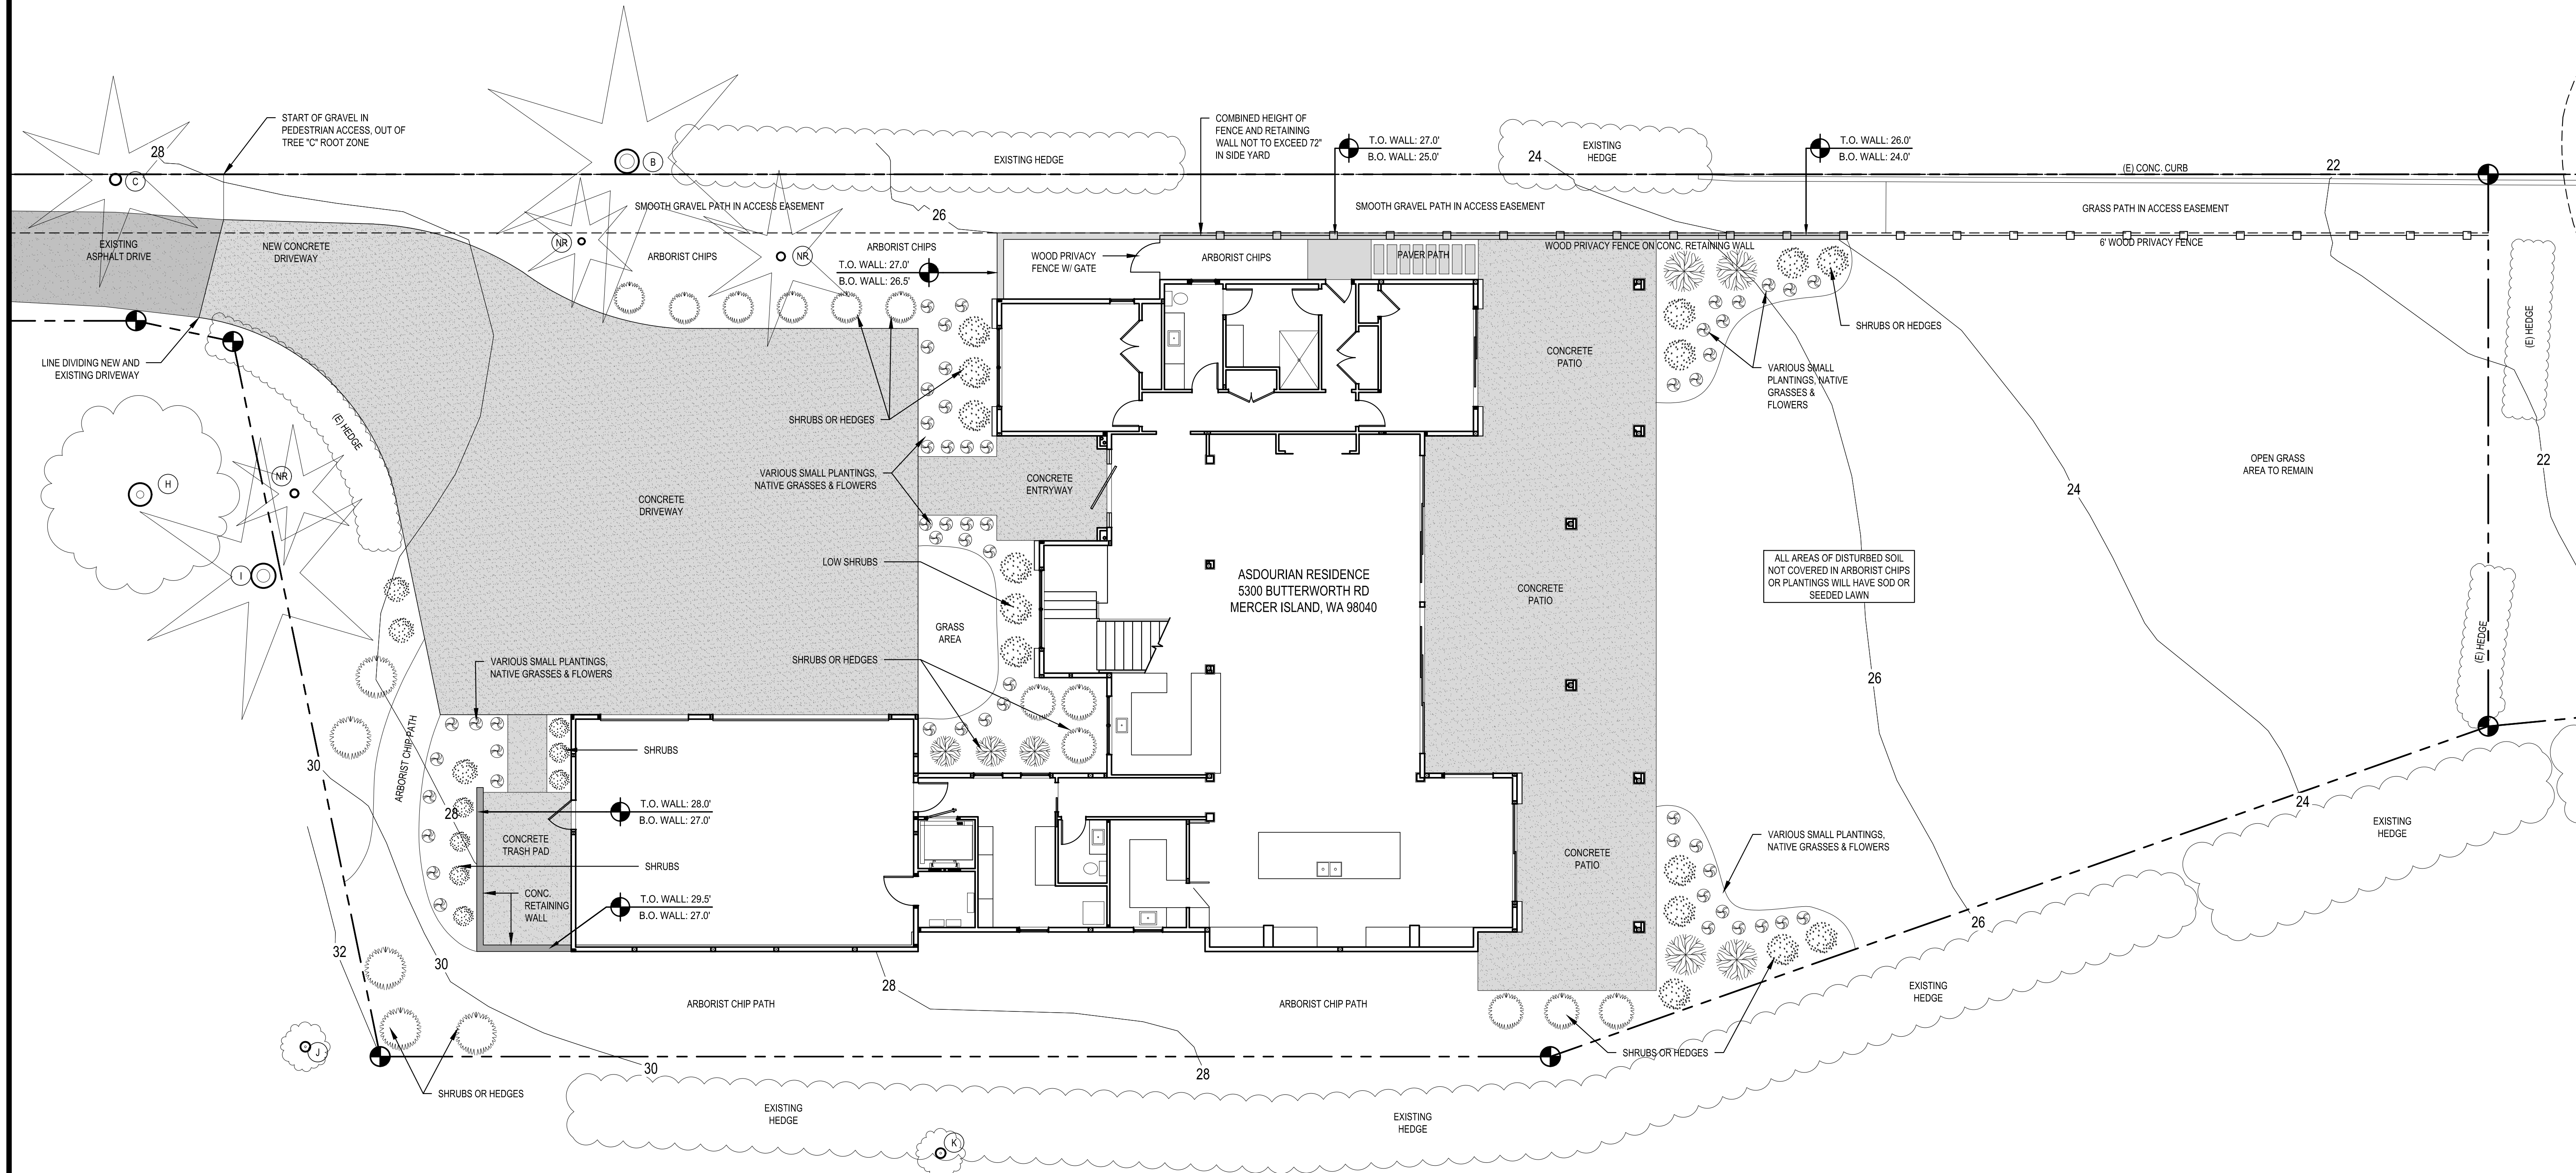 START OF GRAVEL IN
PEDESTRIAN ACCESS, OUT OF
TREE "C" ROOT ZONE
28
C
B
EXISTING HEDGE
COMBINED HEIGHT OF
FENCE AND RETAINING
WALL NOT TO EXCEED 72"
IN SIDE YARD
T.O. WALL: 27.0'
B.O. WALL: 25.0'
EXISTING
HEDGE
24
T.O. WALL: 26.0'
B.O. WALL: 24.0'
(E) CONC. CURB
22
SMOOTH GRAVEL PATH IN ACCESS EASEMENT
26
SMOOTH GRAVEL PATH IN ACCESS EASEMENT
GRASS PATH IN ACCESS EASEMENT
EXISTING
ASPHALT DRIVE
NEW CONCRETE
DRIVEWAY
NR
NR
ARBORIST CHIPS
ARBORIST CHIPS
T.O. WALL: 27.0'
B.O. WALL: 26.5'
WOOD PRIVACY
FENCE W/ GATE
ARBORIST CHIPS
PAVER PATH
WOOD PRIVACY FENCE ON CONC. RETAINING WALL
6' WOOD PRIVACY FENCE
LINE DIVIDING NEW AND
EXISTING DRIVEWAY
SHRUBS OR HEDGES
CONCRETE
PATIO
SHRUBS OR HEDGES
VARIOUS SMALL
PLANTINGS, NATIVE
GRASSES &
FLOWERS
(E) HEDGE
(E) HEDGE
H
NR
I
CONCRETE
DRIVEWAY
VARIOUS SMALL PLANTINGS,
NATIVE GRASSES & FLOWERS
CONCRETE
ENTRYWAY
OPEN GRASS
AREA TO REMAIN
22
24
LOW SHRUBS
GRASS
AREA
ASDOURIAN RESIDENCE
5300 BUTTERWORTH RD
MERCER ISLAND, WA 98040
CONCRETE
PATIO
ALL AREAS OF DISTURBED SOIL
NOT COVERED IN ARBORIST CHIPS
OR PLANTINGS WILL HAVE SOD OR
SEEDED LAWN
(E) HEDGE
VARIOUS SMALL PLANTINGS,
NATIVE GRASSES & FLOWERS
SHRUBS OR HEDGES
26
ARBORIST CHIP PATH
30
SHRUBS
28
T.O. WALL: 28.0'
B.O. WALL: 27.0'
CONCRETE
TRASH PAD
SHRUBS
CONC.
RETAINING
WALL
T.O. WALL: 29.5'
B.O. WALL: 27.0'
CONCRETE
PATIO
VARIOUS SMALL PLANTINGS,
NATIVE GRASSES & FLOWERS
24
EXISTING
HEDGE
26
32
30
28
ARBORIST CHIP PATH
ARBORIST CHIP PATH
EXISTING
HEDGE
J
SHRUBS OR HEDGES
30
28
SHRUBS OR HEDGES
EXISTING
HEDGE
EXISTING
HEDGE
K